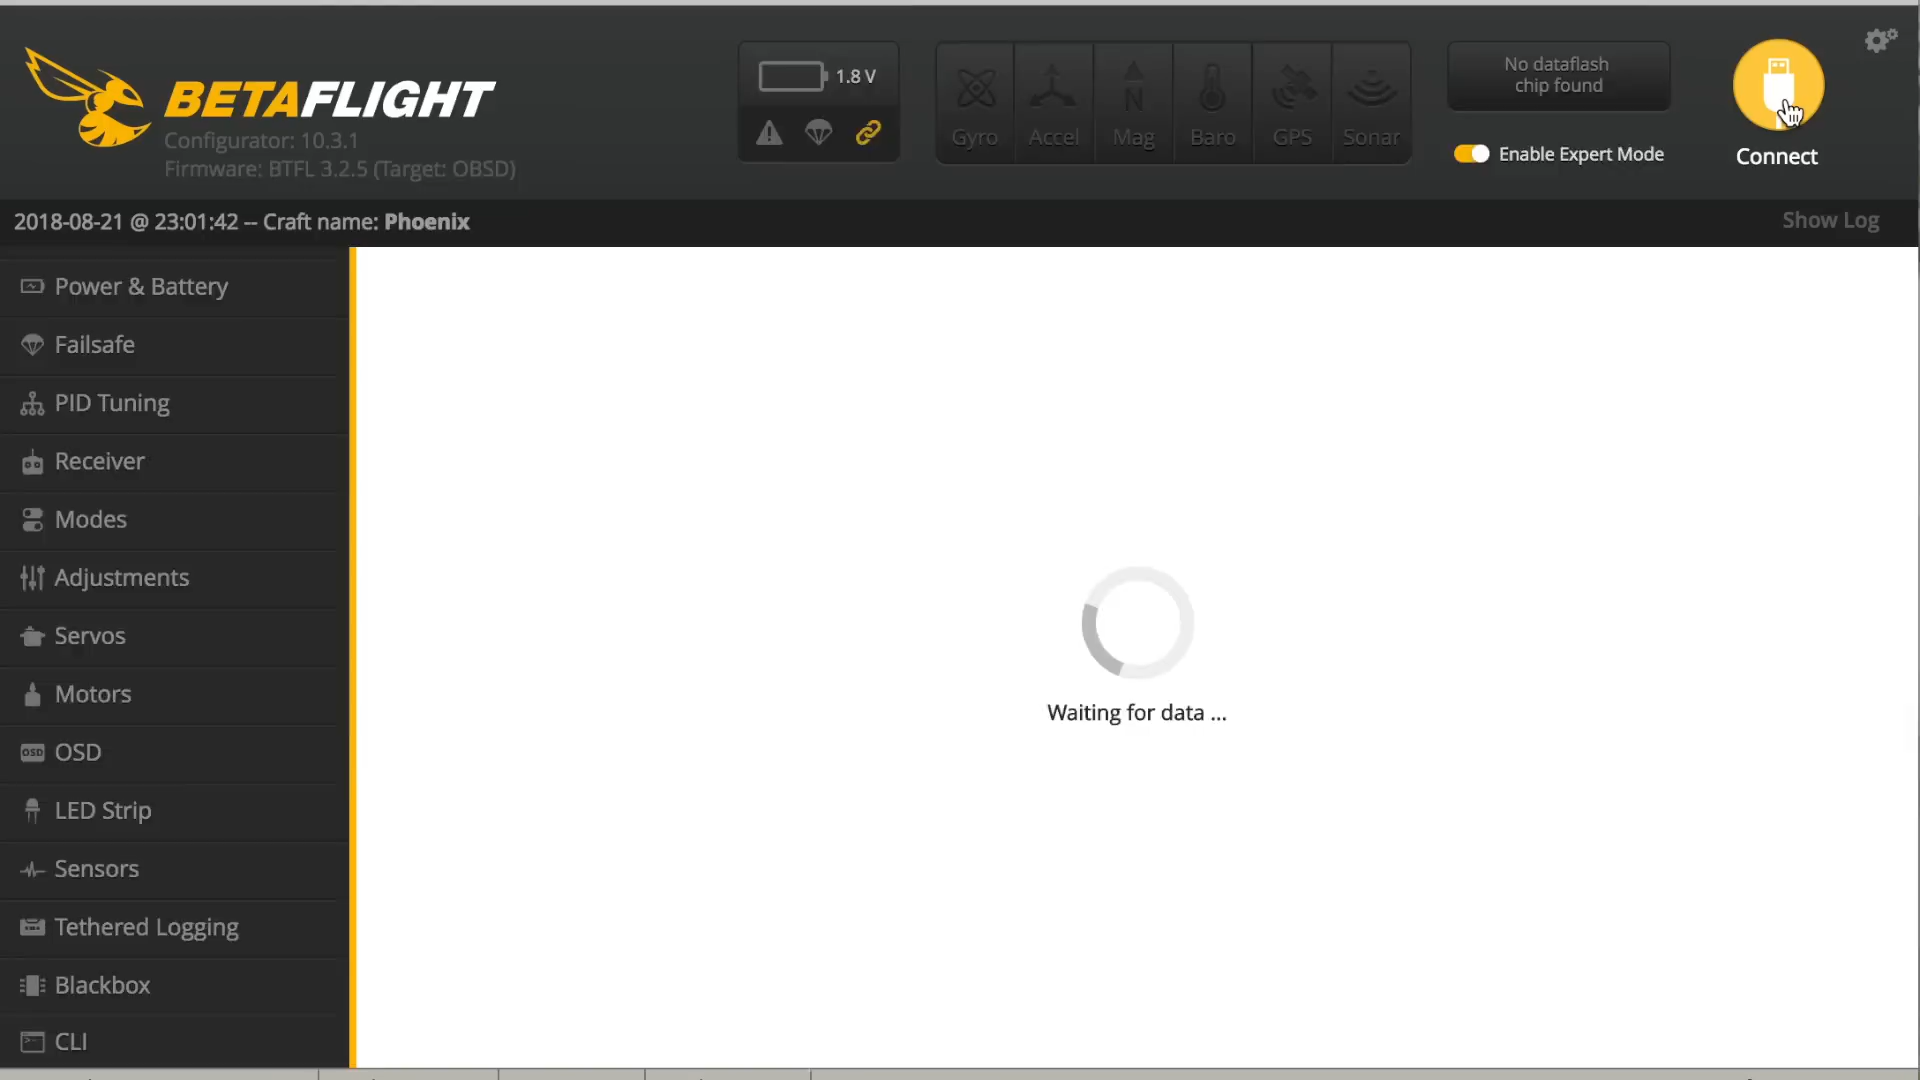 BETAFLIGHT
Configurator: 10.3.1
Firmware: BTFL 3.2.5 (Target: OBSD)
1.8 V
N
Gyro
Accel
Mag
Baro
GPS
Sonar
No dataflash
chip found
Enable Expert Mode
Connect
2018-08-21 @ 23:01:42 -- Craft name: Phoenix
Show Log
Power & Battery
Failsafe
PID Tuning
Receiver
Modes
Adjustments
Servos
Motors
OSD OSD
LED Strip
Sensors
Tethered Logging
Blackbox
CLI
Waiting for data ...